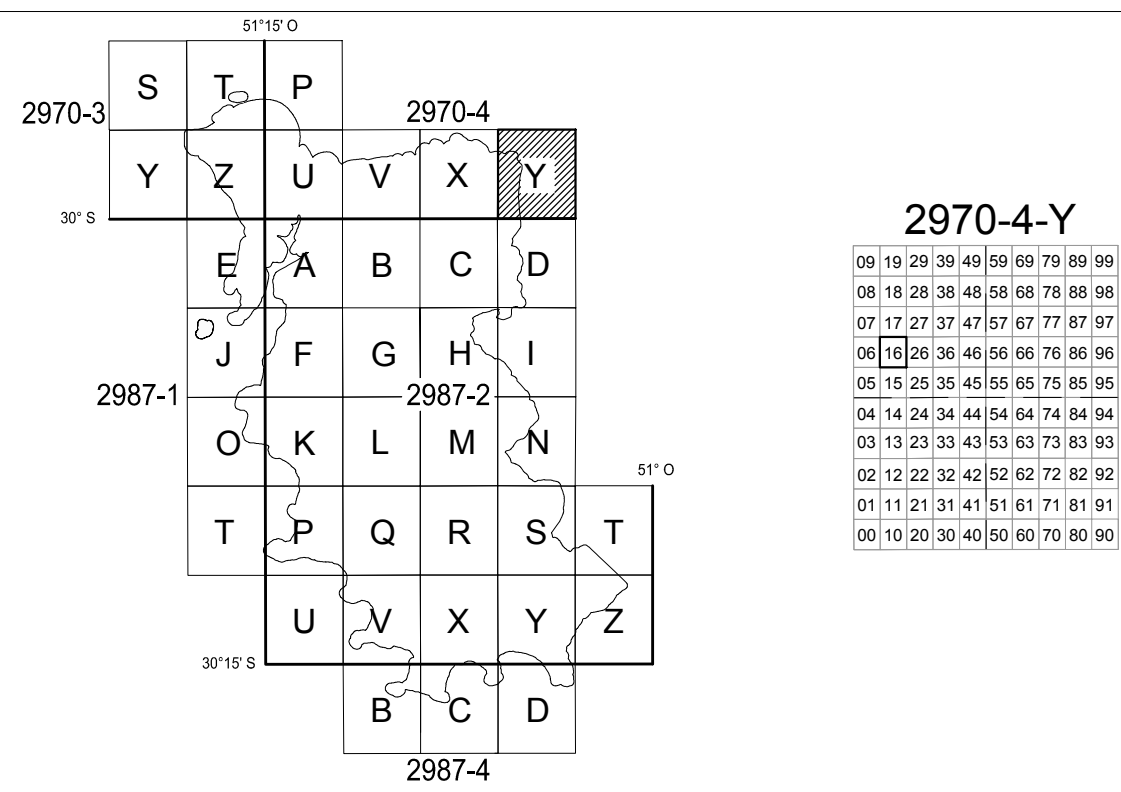 51°15' O
S T P
2970-3
2970-4
Y Z U V X Y
30° S
E A B C D
J F G H I
2987-1
2987-2
O K L M N
51° O
T P Q R S T
U V X Y Z
30°15' S
B C D
2987-4
2970-4-Y
09 19 29 39 49 59 69 79 89 99
08 18 28 38 48 58 68 78 88 98
07 17 27 37 47 57 67 77 87 97
06 16 26 36 46 56 66 76 86 96
05 15 25 35 45 55 65 75 85 95
04 14 24 34 44 54 64 74 84 94
03 13 23 33 43 53 63 73 83 93
02 12 22 32 42 52 62 72 82 92
01 11 21 31 41 51 61 71 81 91
00 10 20 30 40 50 60 70 80 90